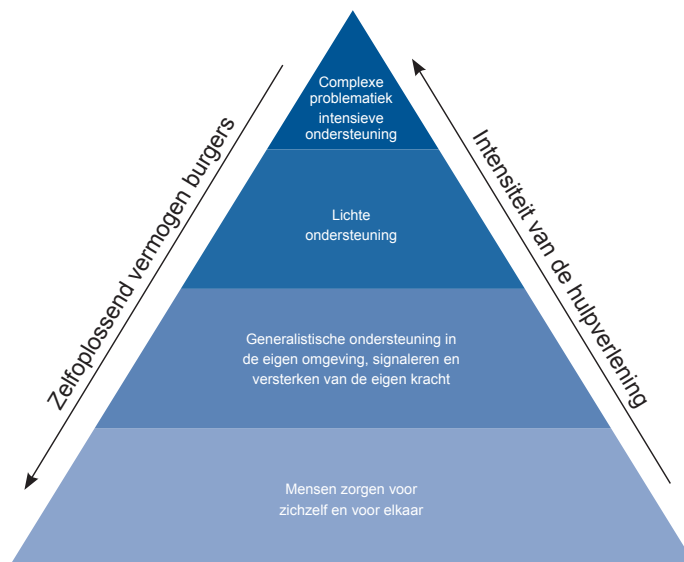 Complexe
problematiek
intensieve
ondersteuning
Zelfoplossend vermogen burgers
Intensiteit van de hulpverlening
Lichte
ondersteuning
Generalistische ondersteuning in
de eigen omgeving, signaleren en
versterken van de eigen kracht
Mensen zorgen voor
zichzelf en voor elkaar